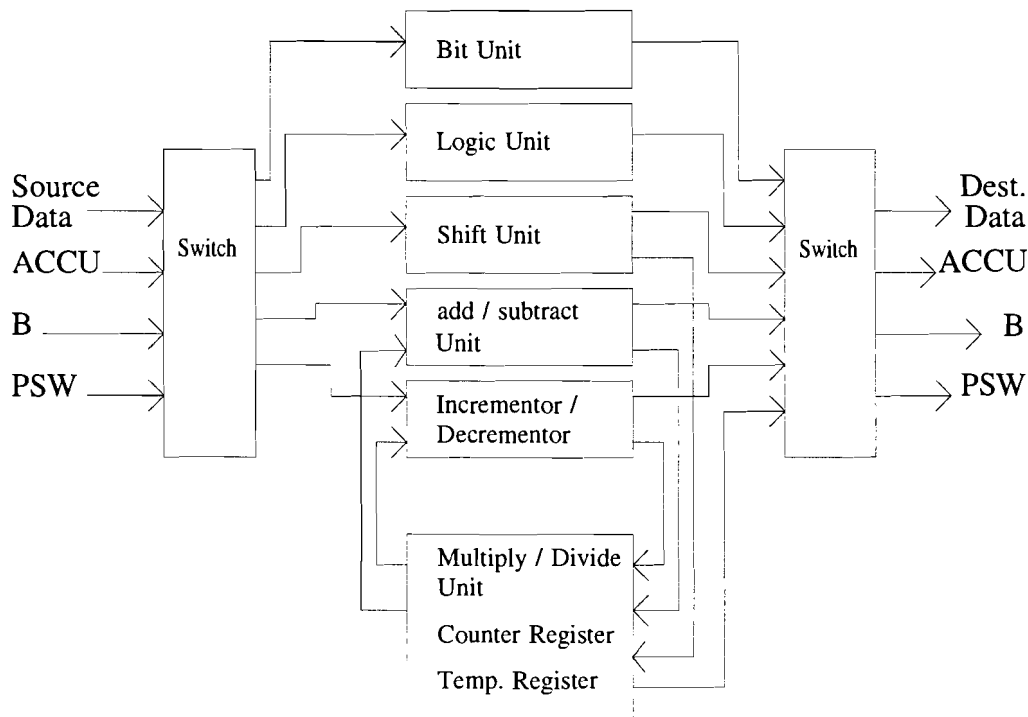 Bit Unit
Logic Unit
Source
Data
ACCU
B
PSW
Switch
Shift Unit
add / subtract
Unit
Incrementor /
Decrementor
Multiply / Divide
Unit
Counter Register
Temp. Register
Switch
Dest.
Data
ACCU
B
PSW